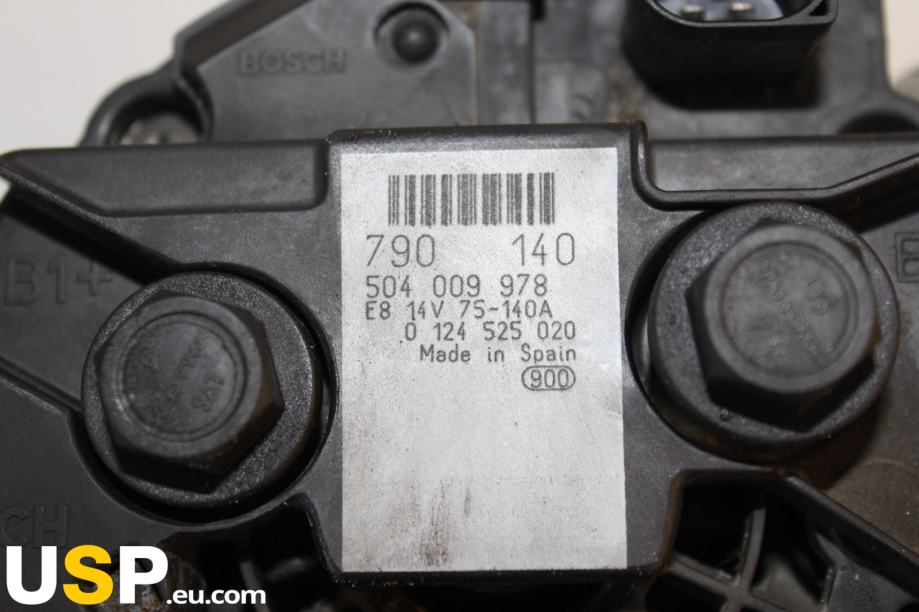 BOSCH
B1+
790 140
504 009 978
E8 14V 75-140A
0 124 525 020
Made in Spain
900
CH
USP.eu.com